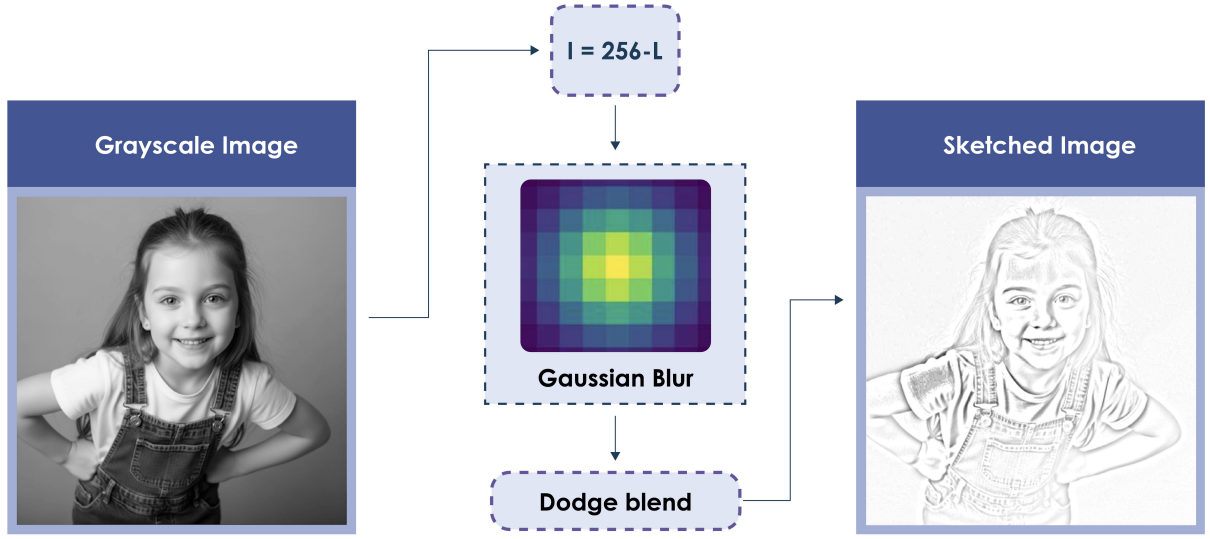 Grayscale Image
I = 256-L
Gaussian Blur
Dodge blend
Sketched Image